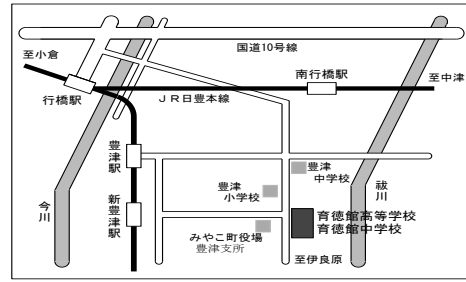 国道10号線
至小倉
行橋駅
南行橋駅
至中津
JR日豊本線
豊津駅
豊津
中学校
豊津
小学校
今川
祓川
新豊津駅
育徳館高等学校
育徳館中学校
みやこ町役場
豊津支所
至伊良原